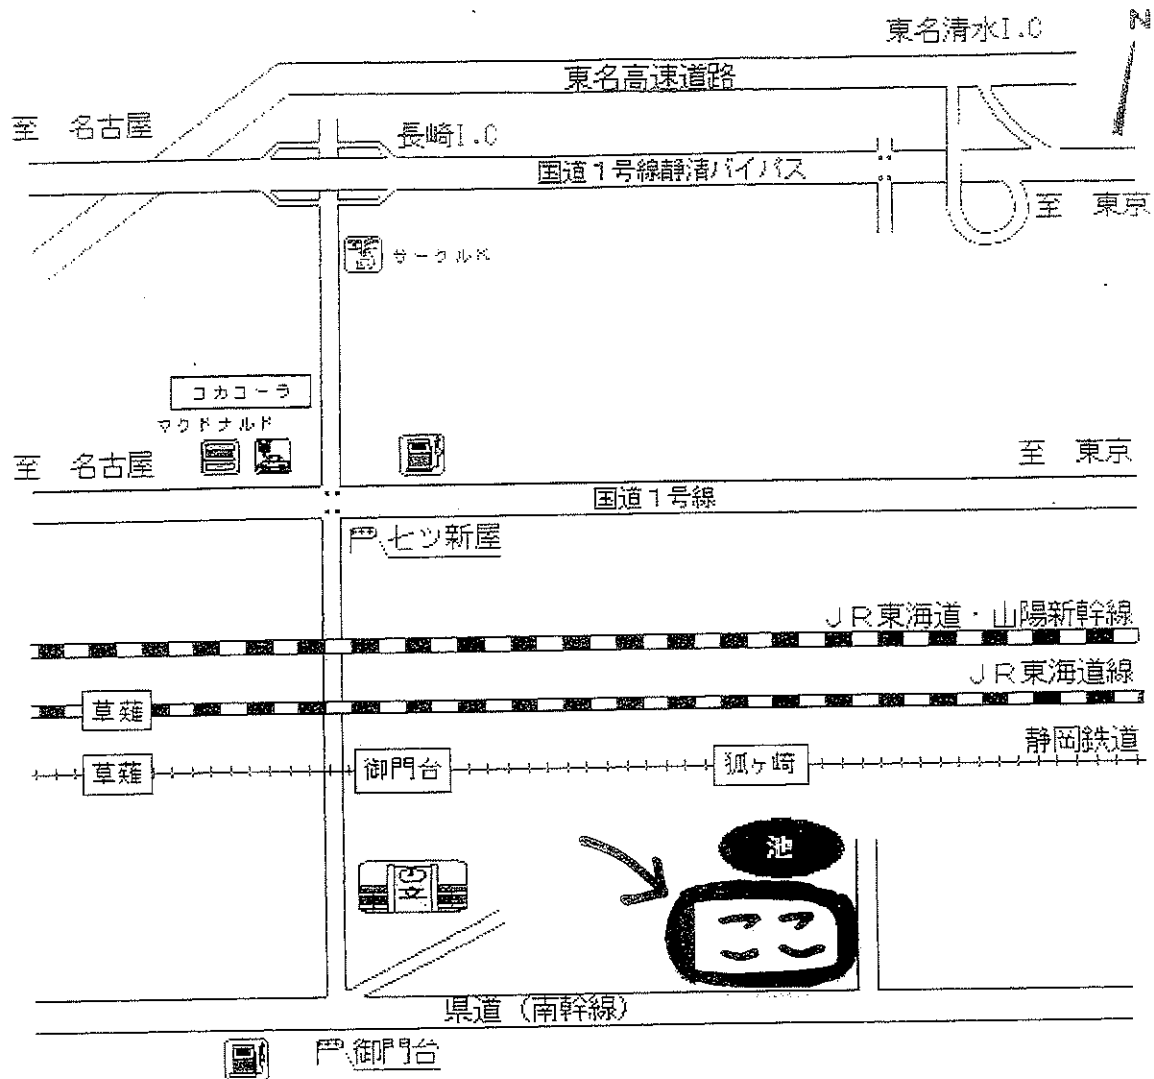 東名清水I.C
N
東名高速道路
至 名古屋
長崎I.C
国道1号線静清バイパス
至 東京
サークルK
コカコーラ
マクドナルド
至 名古屋
至 東京
国道1号線
七ツ新屋
JR東海道・山陽新幹線
JR東海道線
草薙
静岡鉄道
草薙
御門台
狐ヶ崎
池
ココ
県道(南幹線)
御門台